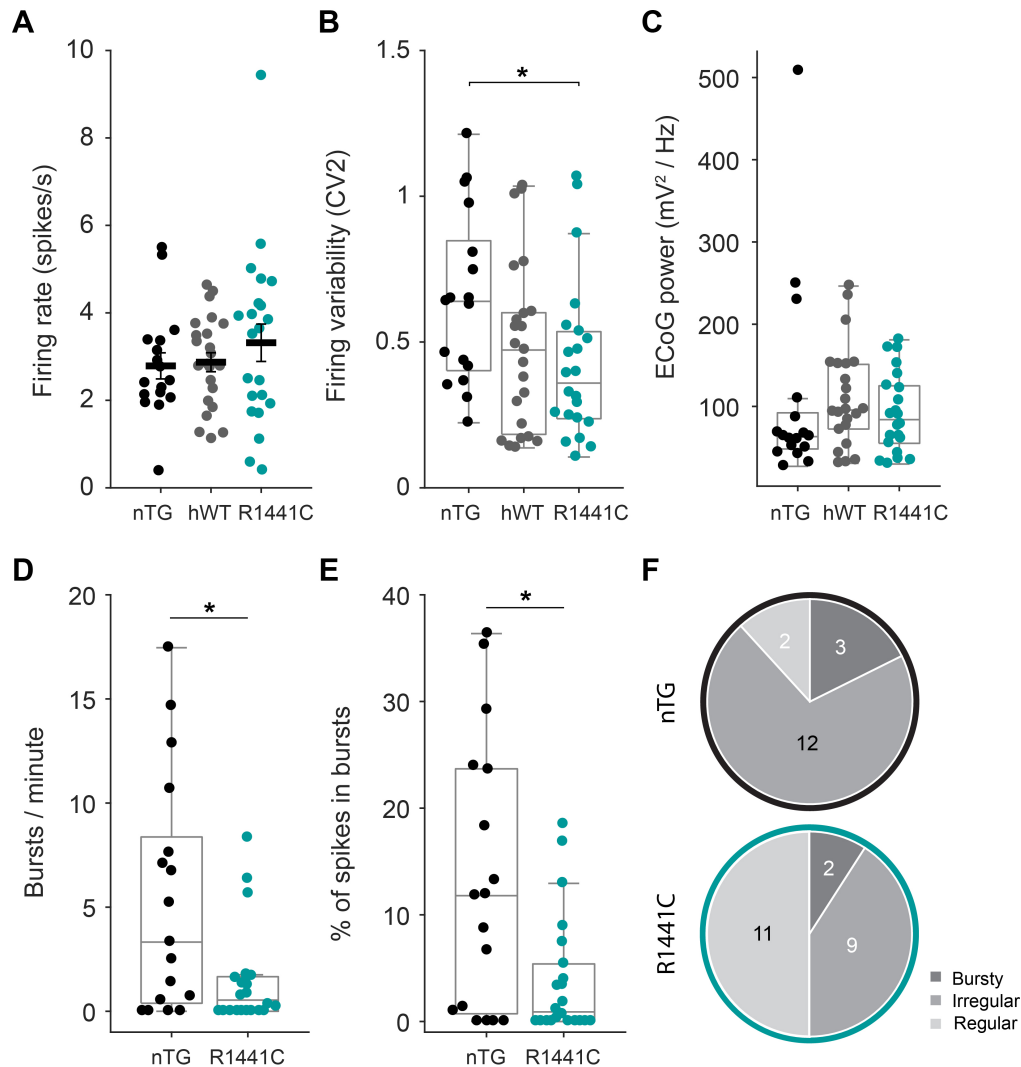 A
Firing rate (spikes/s)
10
8
6
4
2
0
nTG hWT R1441C
B
Firing variability (CV2)
1.5
1
0.5
0
*
nTG hWT R1441C
C
ECoG power (mV² / Hz)
500
400
300
200
100
nTG hWT R1441C
D
Bursts / minute
20
15
10
5
0
*
nTG R1441C
E
% of spikes in bursts
40
30
20
10
0
*
nTG R1441C
F
nTG
2 3
12
R1441C
2
11 9
Bursty
Irregular
Regular